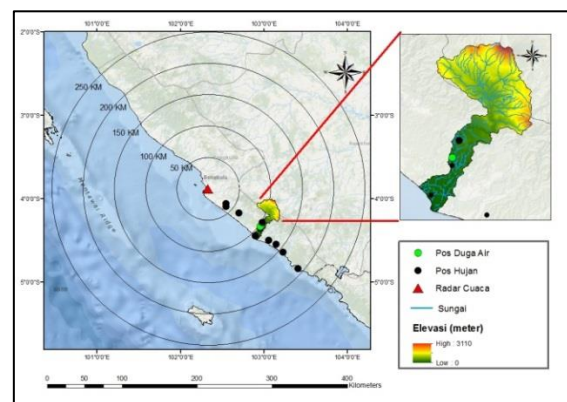 101°0'0"E 102°0'0"E 103°0'0"E 104°0'0"E
2°0'0"S
3°0'0"S
4°0'0"S
5°0'0"S
250 KM
200 KM
150 KM
100 KM
50 KM
Bengkulu
101°0'0"E 102°0'0"E 103°0'0"E 104°0'0"E
0 50 100 200 300 400
Kilometers
Pos Duga Air
Pos Hujan
Radar Cuaca
Sungai
Elevasi (meter)
High : 3110
Low : 0